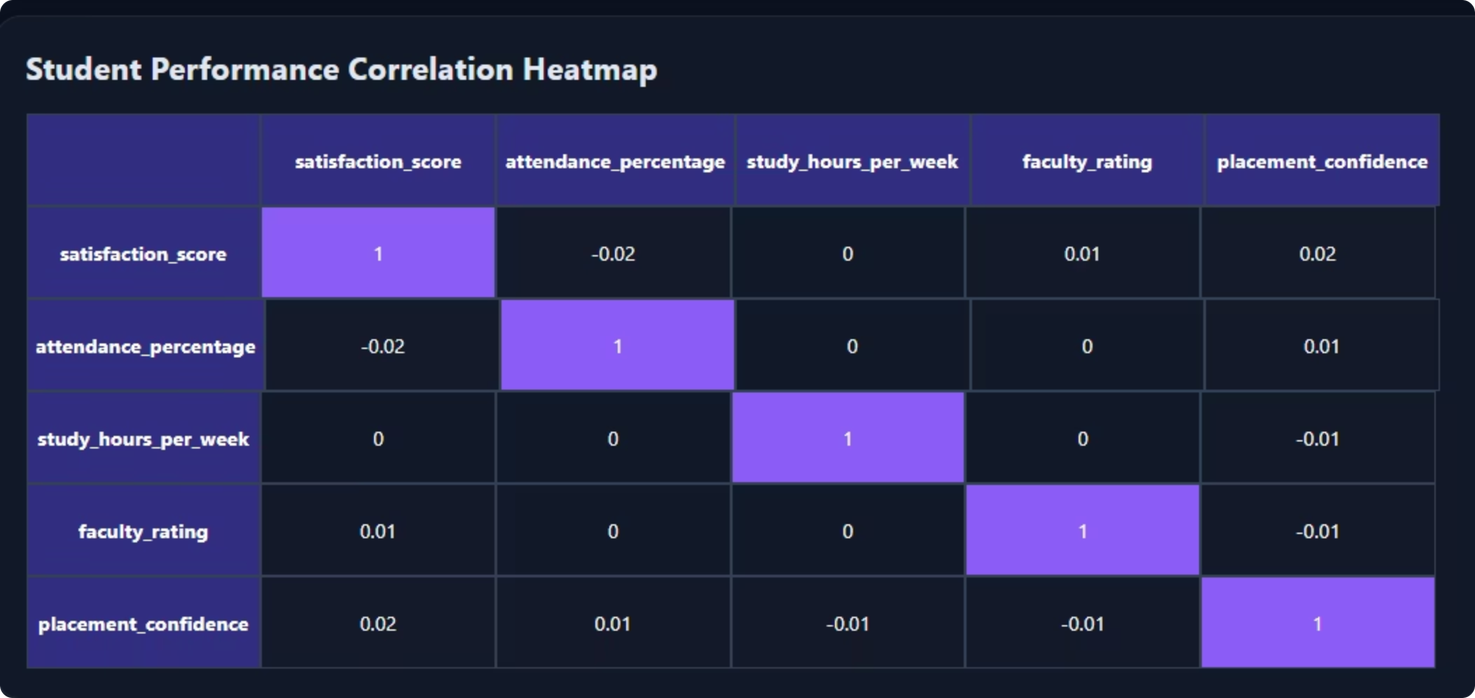 Student Performance Correlation Heatmap
satisfaction_score attendance_percentage study_hours_per_week faculty_rating placement_confidence
satisfaction_score 1 -0.02 0 0.01 0.02
attendance_percentage -0.02 1 0 0 0.01
study_hours_per_week 0 0 1 0 -0.01
faculty_rating 0.01 0 0 1 -0.01
placement_confidence 0.02 0.01 -0.01 -0.01 1